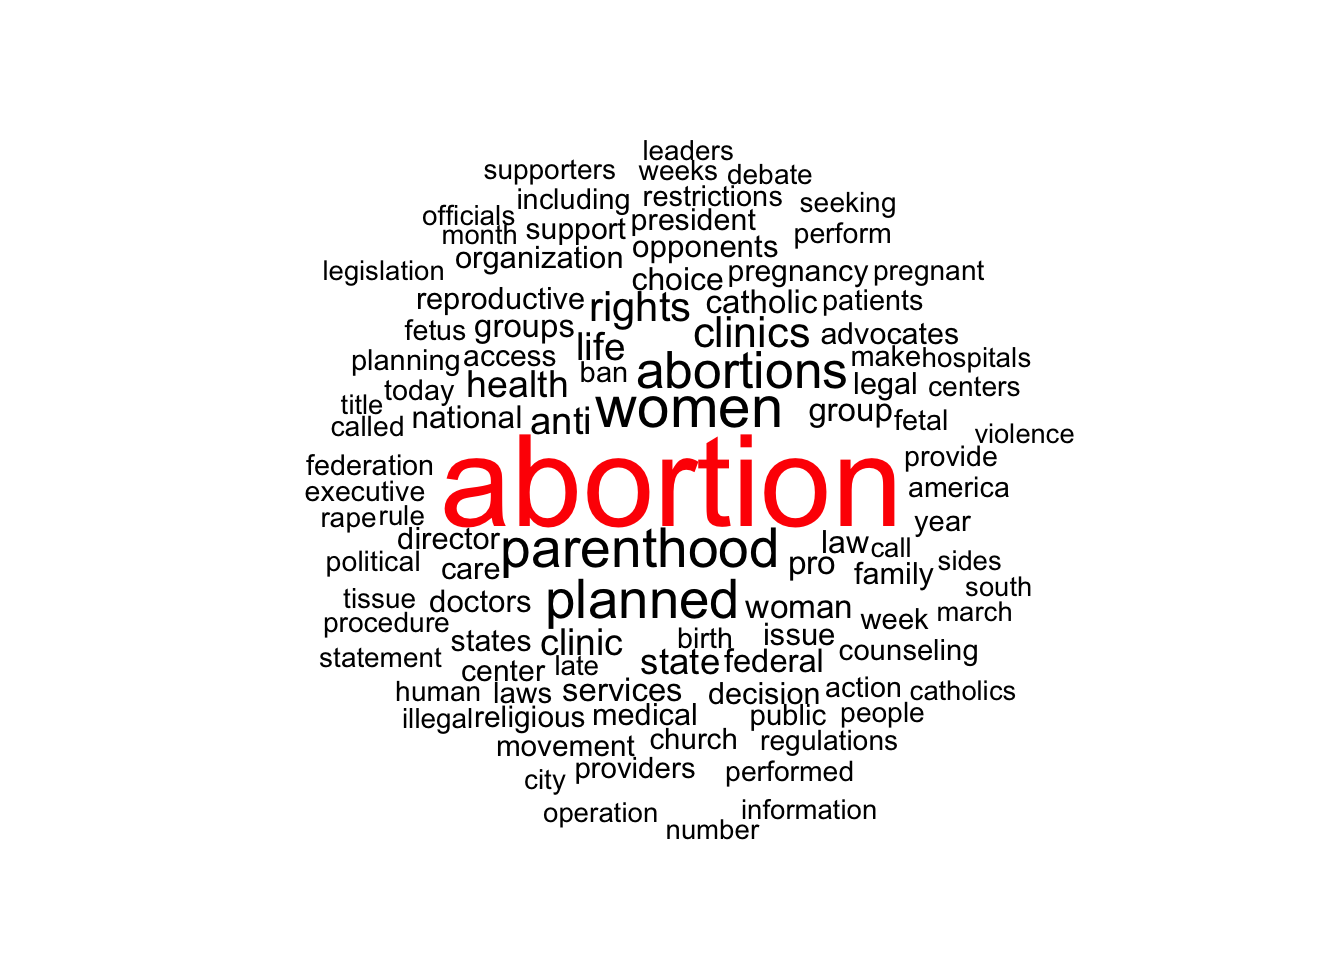 leaders
supporters weeks debate
including restrictions seeking
officials support president
month opponents perform
legislation organization choice pregnancy pregnant
reproductive rights catholic patients
fetus groups life clinics advocates
planning access ban abortions make hospitals
today health legal centers
title national anti women group fetal
called violence
federation abortion provide
executive america
rape rule year
director parenthood law call
political care pro family sides
south
tissue doctors planned woman week march
procedure states clinic birth issue
statement center late state federal counseling
human laws services decision action catholics
illegal religious medical public people
movement church regulations
city providers performed
operation information
number